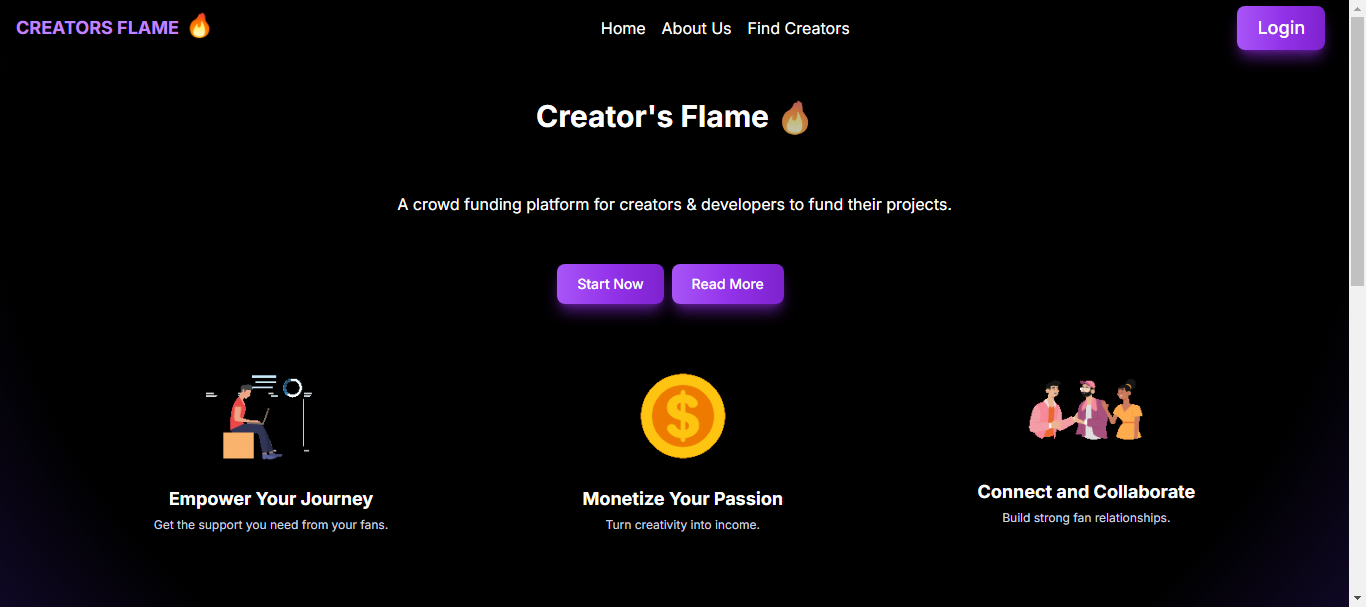 CREATORS FLAME 🔥
Home About Us Find Creators
Login
Creator's Flame 🔥
A crowd funding platform for creators & developers to fund their projects.
Start Now Read More
$
Empower Your Journey
Get the support you need from your fans.
Monetize Your Passion
Turn creativity into income.
Connect and Collaborate
Build strong fan relationships.